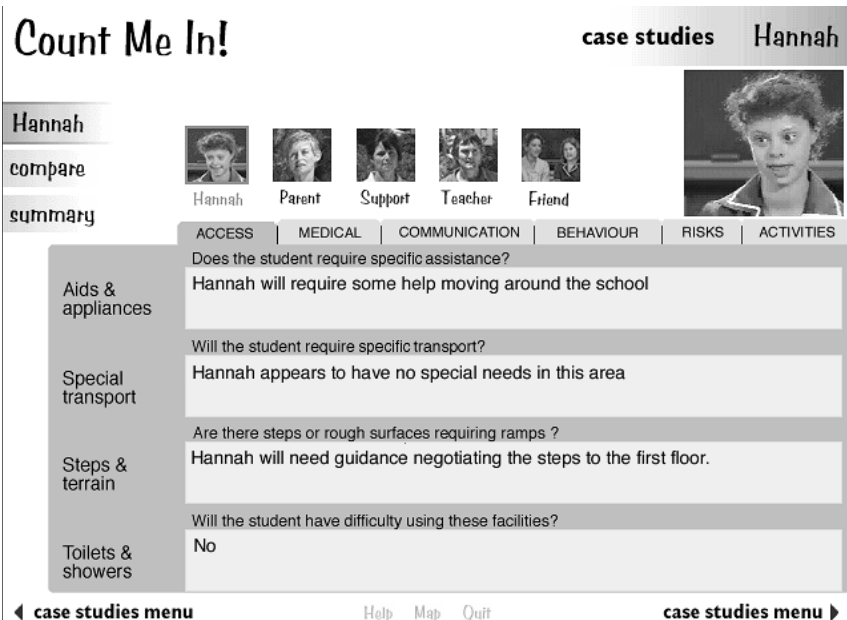 Count Me In!
case studies Hannah
Hannah
compare
summary
Hannah Parent Support Teacher Friend
ACCESS MEDICAL COMMUNICATION BEHAVIOUR RISKS ACTIVITIES
Does the student require specific assistance?
Aids &
appliances
Hannah will require some help moving around the school
Will the student require specific transport?
Special
transport
Hannah appears to have no special needs in this area
Are there steps or rough surfaces requiring ramps ?
Steps &
terrain
Hannah will need guidance negotiating the steps to the first floor.
Will the student have difficulty using these facilities?
Toilets &
showers
No
case studies menu Help Map Quit case studies menu